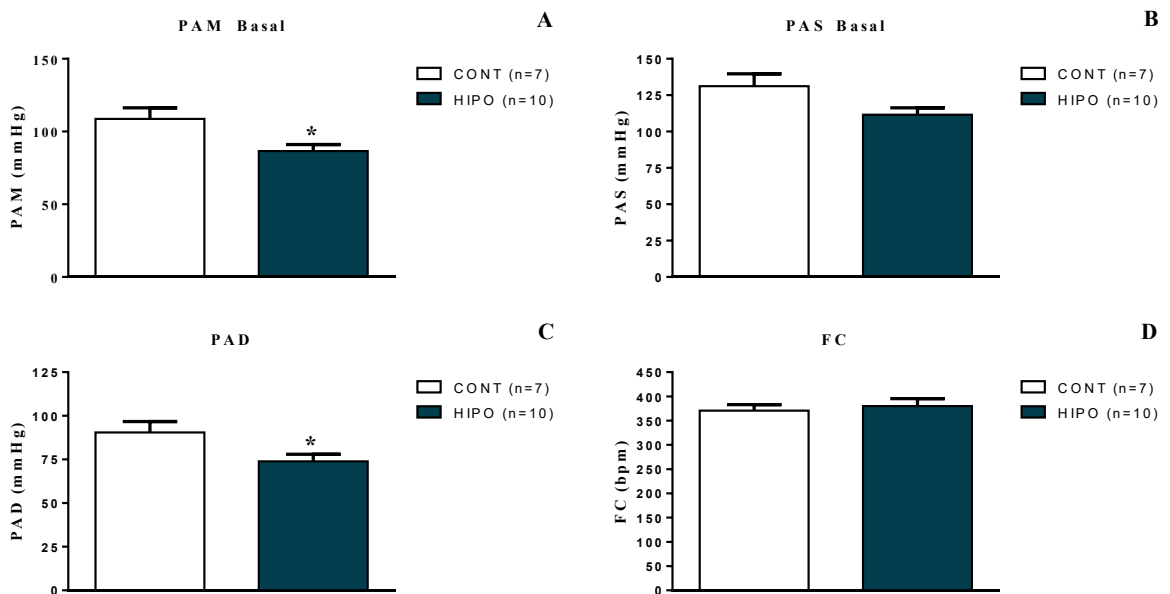 PAM Basal
A
PAM (mmHg)
150
100
50
0
*
CONT (n=7)
HIPO (n=10)
PAS Basal
B
PAS (mmHg)
150
125
100
75
50
25
0
CONT (n=7)
HIPO (n=10)
PAD
C
PAD (mmHg)
125
100
75
50
25
0
*
CONT (n=7)
HIPO (n=10)
FC
D
FC (bpm)
450
400
350
300
250
200
150
100
50
0
CONT (n=7)
HIPO (n=10)